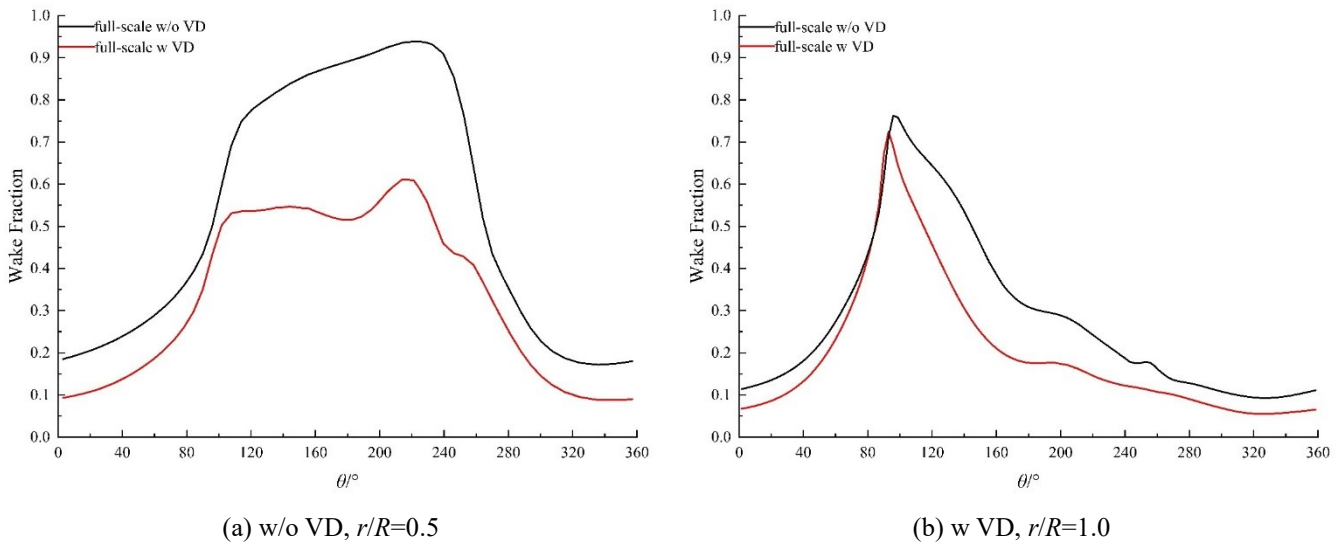 1.0
0.9
0.8
0.7
0.6
0.5
0.4
0.3
0.2
0.1
0.0
Wake Fraction
full-scale w/o VD
full-scale w VD
0 40 80 120 160 200 240 280 320 360
θ/°
(a) w/o VD, r/R=0.5
1.0
0.9
0.8
0.7
0.6
0.5
0.4
0.3
0.2
0.1
0.0
Wake Fraction
full-scale w/o VD
full-scale w VD
0 40 80 120 160 200 240 280 320 360
θ/°
(b) w VD, r/R=1.0